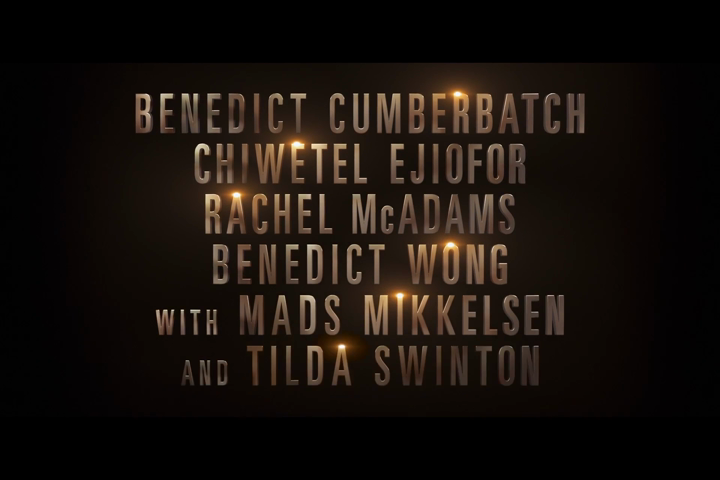 BENEDICT CUMBERBATCH
CHIWETEL EJIOFOR
RACHEL McADAMS
BENEDICT WONG
WITH MADS MIKKELSEN
AND TILDA SWINTON